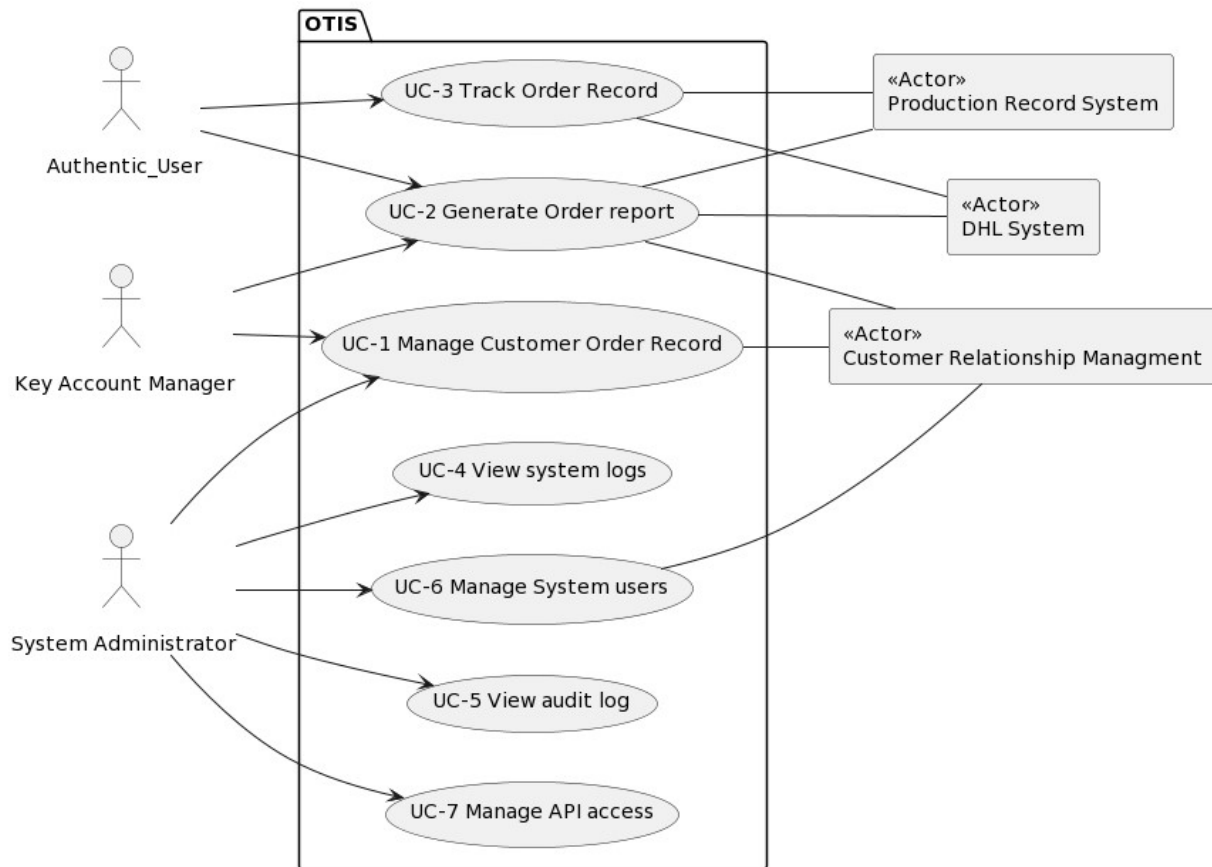 OTIS
UC-3 Track Order Record
«Actor»
Production Record System
Authentic_User
UC-2 Generate Order report
«Actor»
DHL System
UC-1 Manage Customer Order Record
«Actor»
Customer Relationship Managment
Key Account Manager
UC-4 View system logs
UC-6 Manage System users
System Administrator
UC-5 View audit log
UC-7 Manage API access